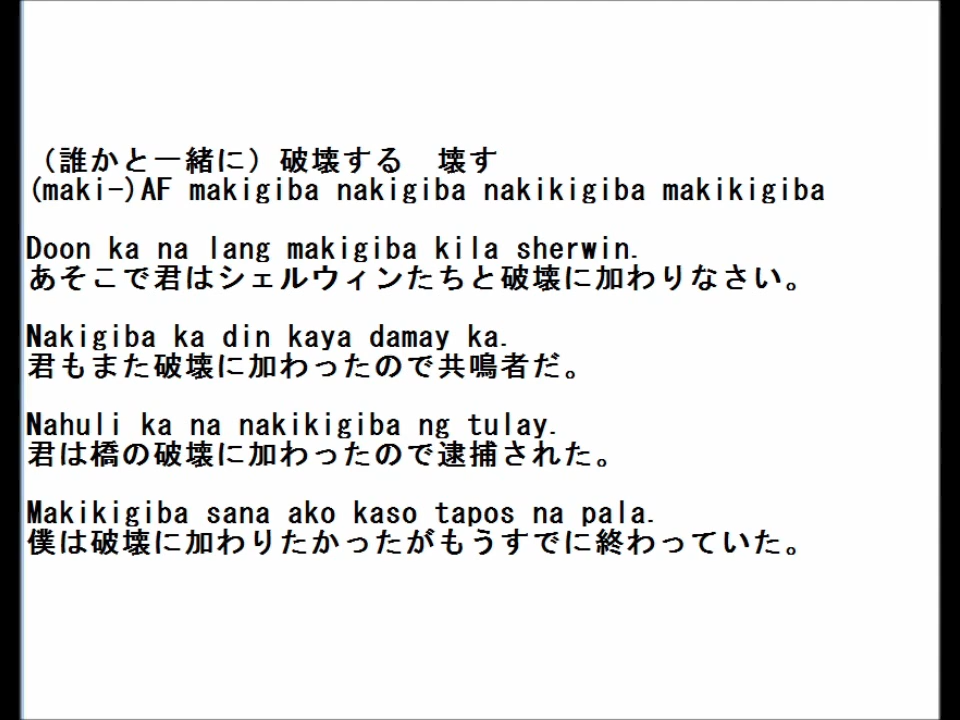 （誰かと一緒に）破壊する　壊す
(maki-)AF makigiba nakigiba nakikigiba makikigiba
Doon ka na lang makigiba kila sherwin.
あそこで君はシェルウィンたちと破壊に加わりなさい。
Nakigiba ka din kaya damay ka.
君もまた破壊に加わったので共鳴者だ。
Nahuli ka na nakikigiba ng tulay.
君は橋の破壊に加わったので逮捕された。
Makikigiba sana ako kaso tapos na pala.
僕は破壊に加わりたかったがもうすでに終わっていた。